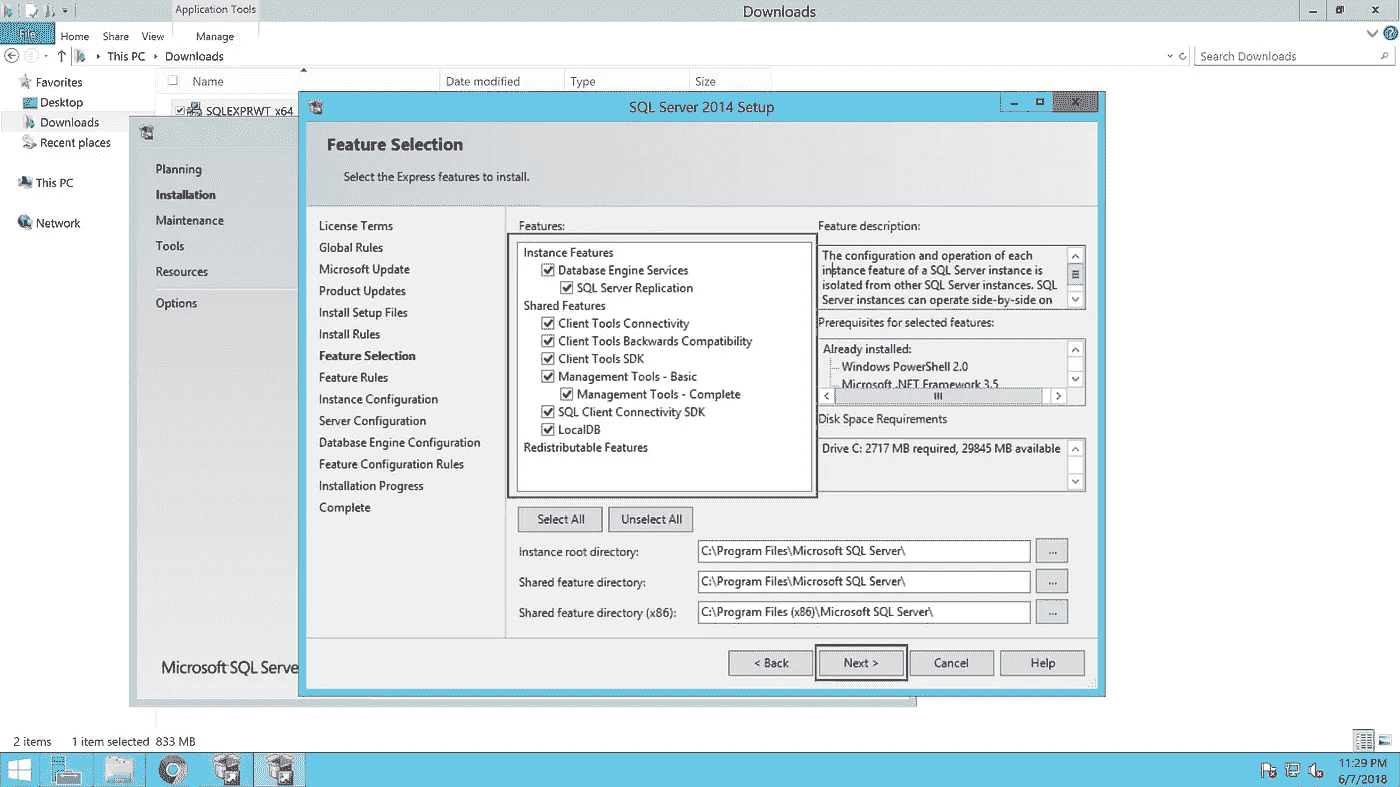 Application Tools
Downloads
File
Home
Share
View
Manage
This PC
Downloads
Search Downloads
Favorites
Desktop
Downloads
Recent places
This PC
Network
Name
Date modified
Type
Size
SQLEXPRWT_x64
Planning
Installation
Maintenance
Tools
Resources
Options
Microsoft SQL Serve
SQL Server 2014 Setup
Feature Selection
Select the Express features to install.
License Terms
Global Rules
Microsoft Update
Product Updates
Install Setup Files
Install Rules
Feature Selection
Feature Rules
Instance Configuration
Server Configuration
Database Engine Configuration
Feature Configuration Rules
Installation Progress
Complete
Features:
Instance Features
Database Engine Services
SQL Server Replication
Shared Features
Client Tools Connectivity
Client Tools Backwards Compatibility
Client Tools SDK
Management Tools - Basic
Management Tools - Complete
SQL Client Connectivity SDK
LocalDB
Redistributable Features
Feature description:
The configuration and operation of each
instance feature of a SQL Server instance is
isolated from other SQL Server instances. SQL
Server instances can operate side-by-side on
Prerequisites for selected features:
Already installed:
Windows PowerShell 2.0
Microsoft .NET Framework 3.5
Disk Space Requirements
Drive C: 2717 MB required, 29845 MB available
Select All
Unselect All
Instance root directory:
C:\Program Files\Microsoft SQL Server\
...
Shared feature directory:
C:\Program Files\Microsoft SQL Server\
...
Shared feature directory (x86):
C:\Program Files (x86)\Microsoft SQL Server\
...
< Back
Next >
Cancel
Help
2 items
1 item selected 833 MB
11:29 PM
6/7/2018